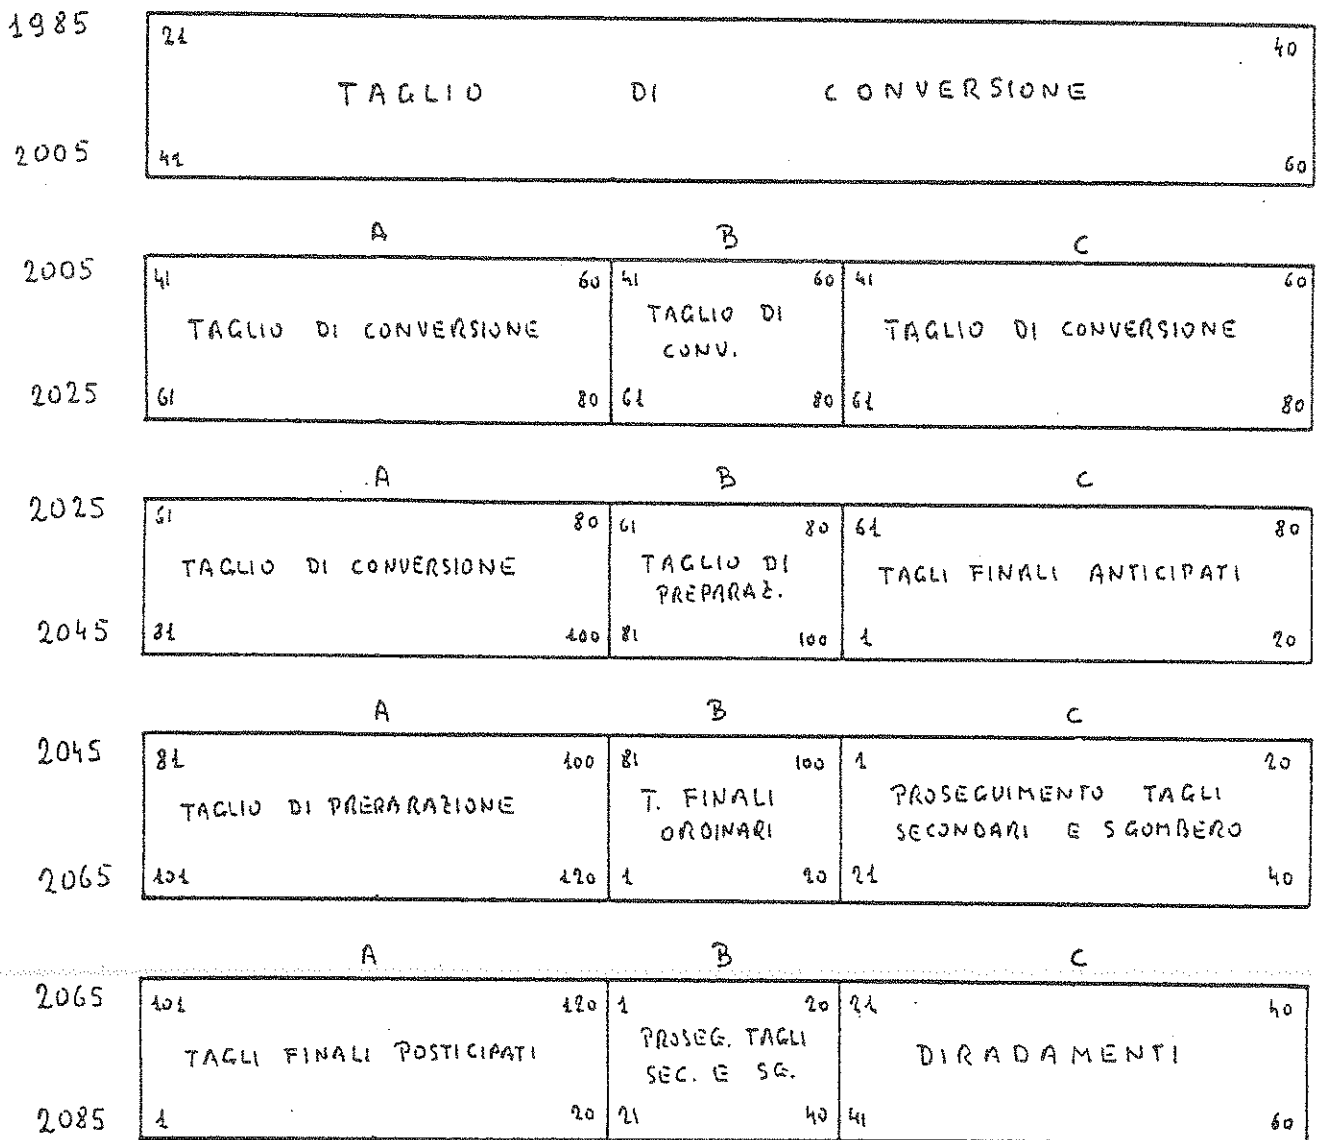 1985
21 40
TAGLIO DI CONVERSIONE
2005
41 60
A B C
2005
41 60 41 60 41 60
TAGLIO DI CONVERSIONE
TAGLIO DI
CONV.
TAGLIO DI CONVERSIONE
2025
61 80 61 80 61 80
A B C
2025
61 80 61 80 61 80
TAGLIO DI CONVERSIONE
TAGLIO DI
PREPARAZ.
TAGLI FINALI ANTICIPATI
2045
81 100 81 100 1 20
A B C
2045
81 100 81 100 1 20
TAGLIO DI PREPARAZIONE
T. FINALI
ORDINARI
PROSEGUIMENTO TAGLI
SECONDARI E SGOMBERO
2065
101 120 1 20 21 40
A B C
2065
101 120 1 20 21 40
TAGLI FINALI POSTICIPATI
PROSEG. TAGLI
SEC. E SG.
DIRADAMENTI
2085
1 20 21 40 41 60